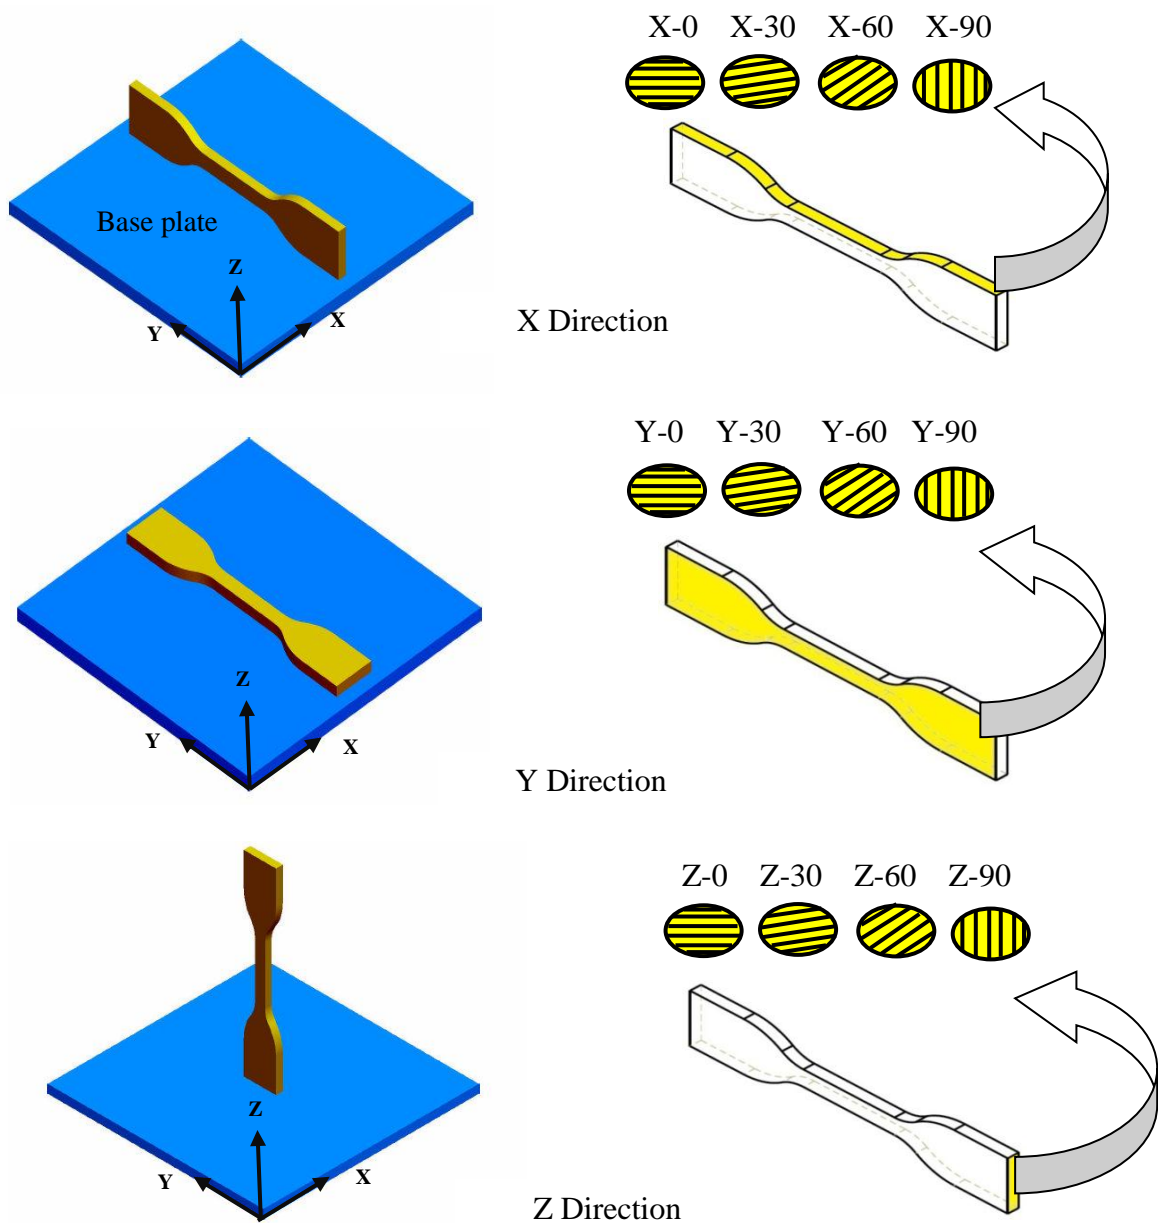 X-0 X-30 X-60 X-90
Base plate
Z
Y X
X Direction
Y-0 Y-30 Y-60 Y-90
Z
Y X
Y Direction
Z-0 Z-30 Z-60 Z-90
Z
Y X
Z Direction